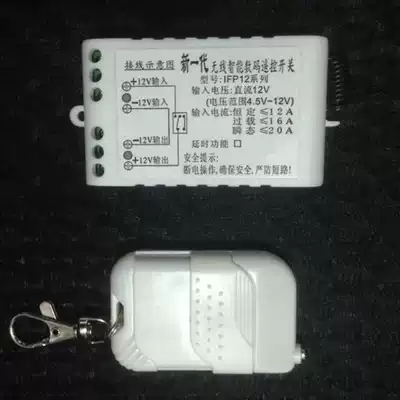 接线示意图
+12V输入
-12V输入
-12V输出
+12V输出
新一代无线智能数码遥控开关
型号:IFP12系列
输入电压:直流12V
(电压范围4.5V~12V)
输入电流:恒定≤12A
过载≤16A
瞬态≤20A
延时功能□
安全提示:
断电操作,确保安全,严防短路!